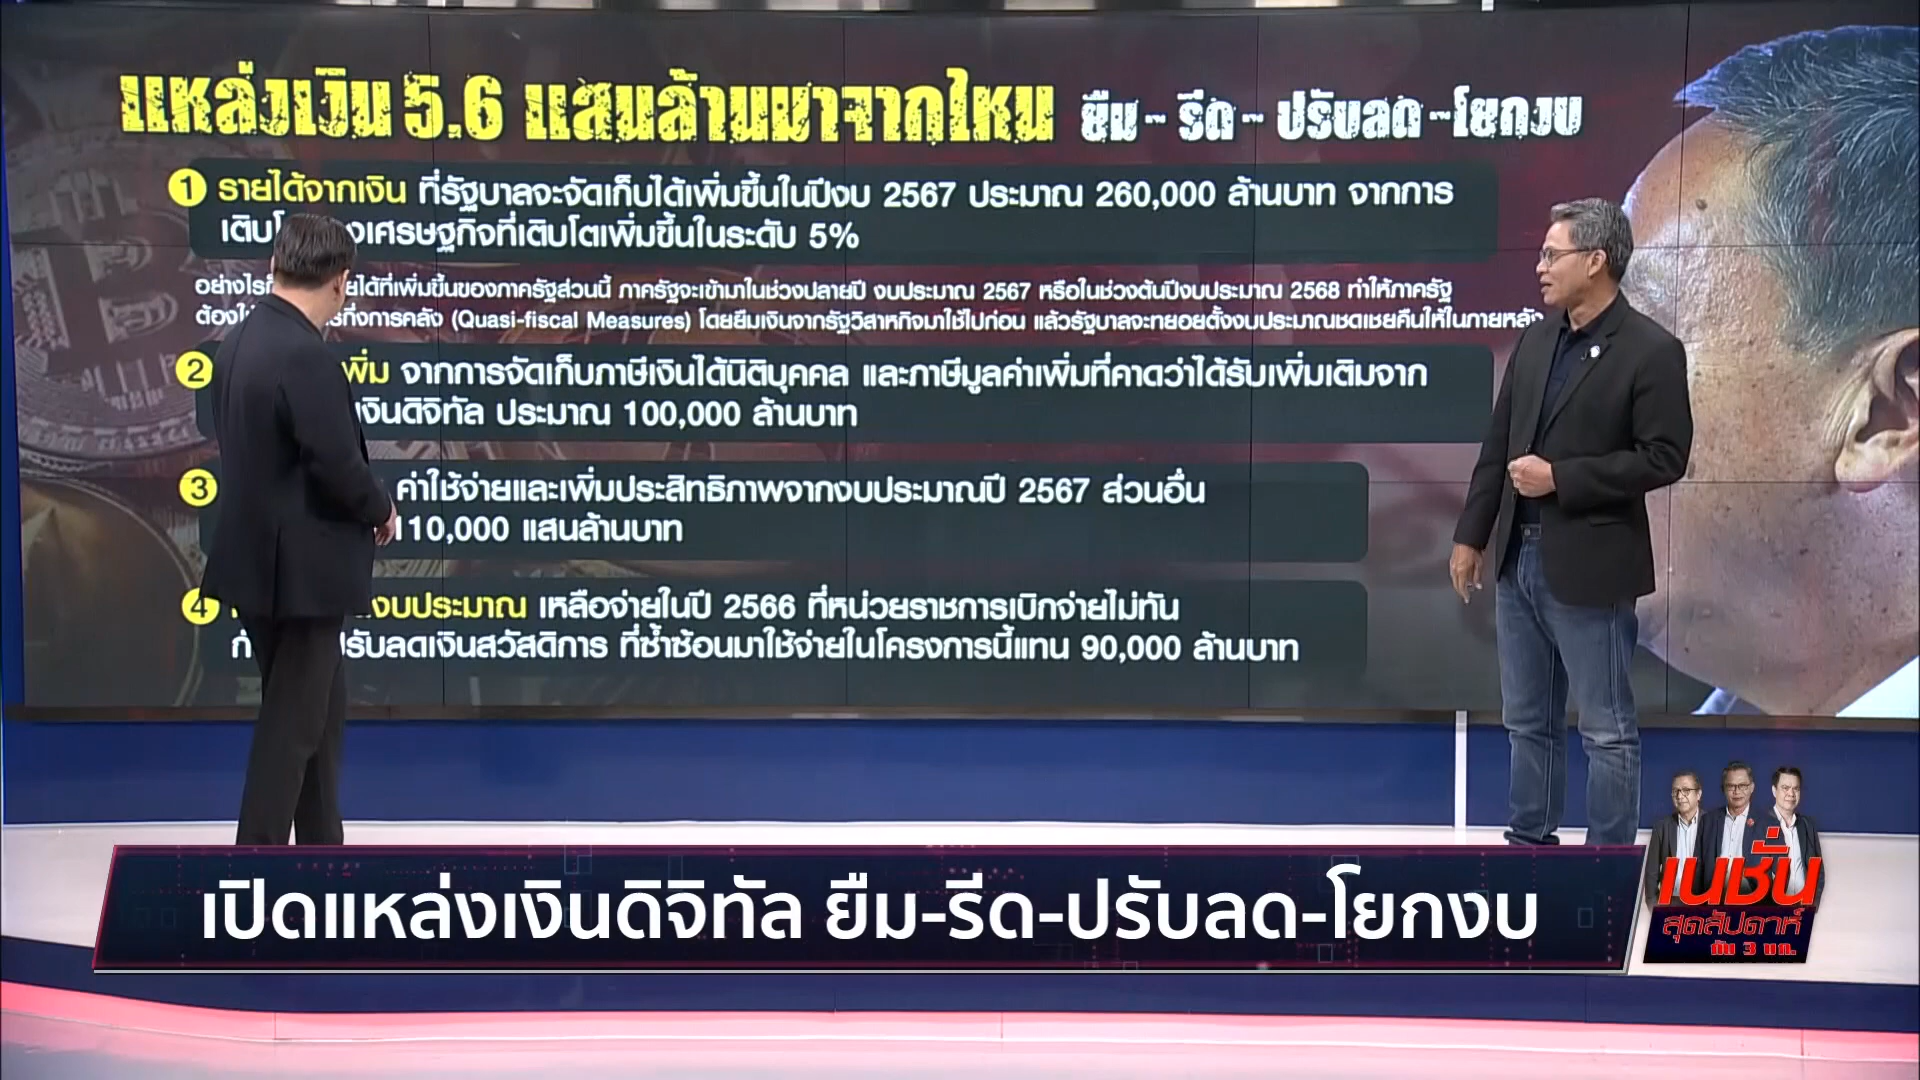 แหล่งเงิน 5.6 แสนล้านมาจากไหน ยืม - รีด - ปรับลด - โยกงบ
1 รายได้จากเงิน ที่รัฐบาลจะจัดเก็บได้เพิ่มขึ้นในปีงบ 2567 ประมาณ 260,000 ล้านบาท จากการ
เศรษฐกิจที่เติบโตเพิ่มขึ้นในระดับ 5%
ได้ที่เพิ่มขึ้นของภาครัฐส่วนนี้ ภาครัฐจะเข้ามาในช่วงปลายปี งบประมาณ 2567 หรือในช่วงต้นปีงบประมาณ 2568 ทำให้ภาครัฐ
กึ่งการคลัง (Quasi-fiscal Measures) โดยยืมเงินจากรัฐวิสาหกิจมาใช้ไปก่อน แล้วรัฐบาลจะทยอยตั้งงบประมาณชดเชยคืนให้ในภายหลัง
2 เพิ่ม จากการจัดเก็บภาษีเงินได้นิติบุคคล และภาษีมูลค่าเพิ่มที่คาดว่าได้รับเพิ่มเติมจาก
เงินดิจิทัล ประมาณ 100,000 ล้านบาท
3 ค่าใช้จ่ายและเพิ่มประสิทธิภาพจากงบประมาณปี 2567 ส่วนอื่น
110,000 แสนล้านบาท
4 งบประมาณ เหลือจ่ายในปี 2566 ที่หน่วยราชการเบิกจ่ายไม่ทัน
ปรับลดเงินสวัสดิการ ที่ซ้ำซ้อนมาใช้จ่ายในโครงการนี้แทน 90,000 ล้านบาท
เปิดแหล่งเงินดิจิทัล ยืม-รีด-ปรับลด-โยกงบ
เนชั่น
สุดสัปดาห์
กับ 3 บก.